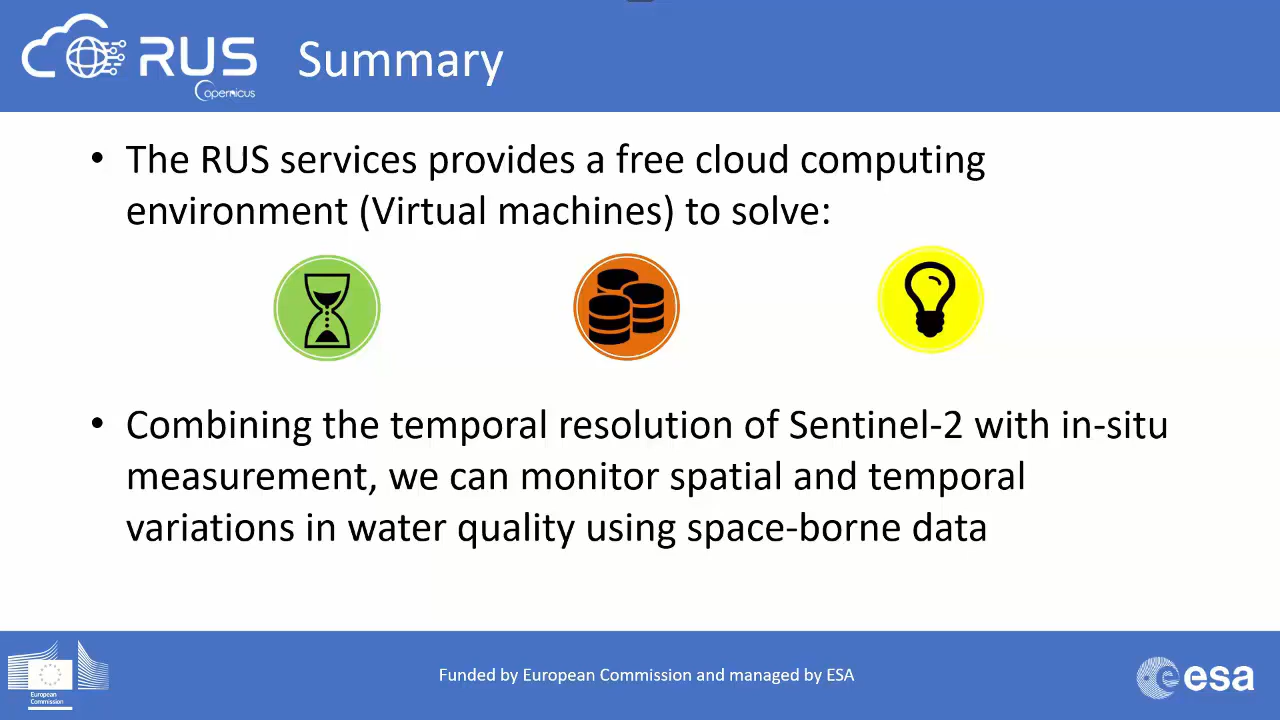 RUS
Copernicus
Summary
• The RUS services provides a free cloud computing
environment (Virtual machines) to solve:
• Combining the temporal resolution of Sentinel-2 with in-situ
measurement, we can monitor spatial and temporal
variations in water quality using space-borne data
European
Commission
Funded by European Commission and managed by ESA
esa